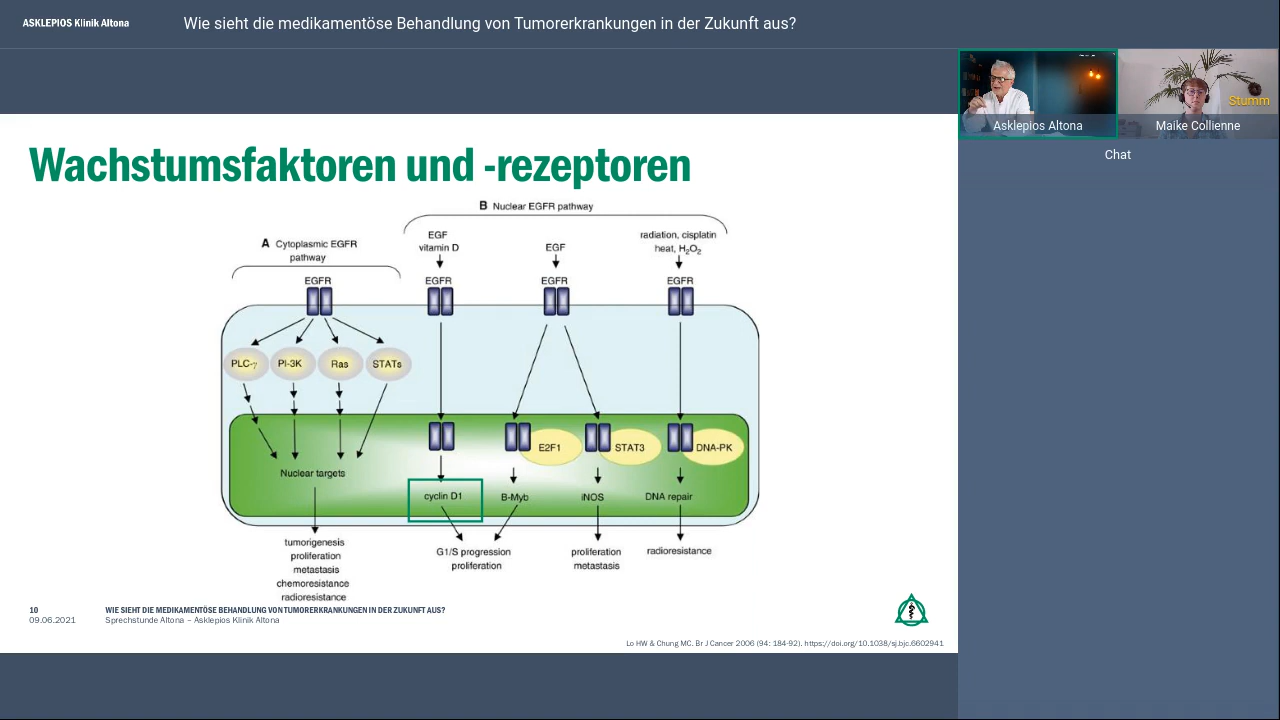 ASKLEPIOS Klinik Altona
Wie sieht die medikamentöse Behandlung von Tumorerkrankungen in der Zukunft aus?
Stumm
Asklepios Altona
Maike Collienne
Chat
Wachstumsfaktoren und -rezeptoren
B Nuclear EGFR pathway
A Cytoplasmic EGFR
pathway
EGF
vitamin D
EGF
radiation, cisplatin
heat, H₂O₂
EGFR
EGFR
EGFR
EGFR
PLC-γ
PI-3K
Ras
STATs
E2F1
STAT3
DNA-PK
Nuclear targets
cyclin D1
B-Myb
iNOS
DNA repair
tumorigenesis
proliferation
metastasis
chemoresistance
radioresistance
G1/S progression
proliferation
proliferation
metastasis
radioresistance
10
WIE SIEHT DIE MEDIKAMENTÖSE BEHANDLUNG VON TUMORERKRANKUNGEN IN DER ZUKUNFT AUS?
09.06.2021
Sprechstunde Altona – Asklepios Klinik Altona
Lo HW & Chung MC. Br J Cancer 2006 (94: 184-92). https://doi.org/10.1038/sj.bjc.6602941